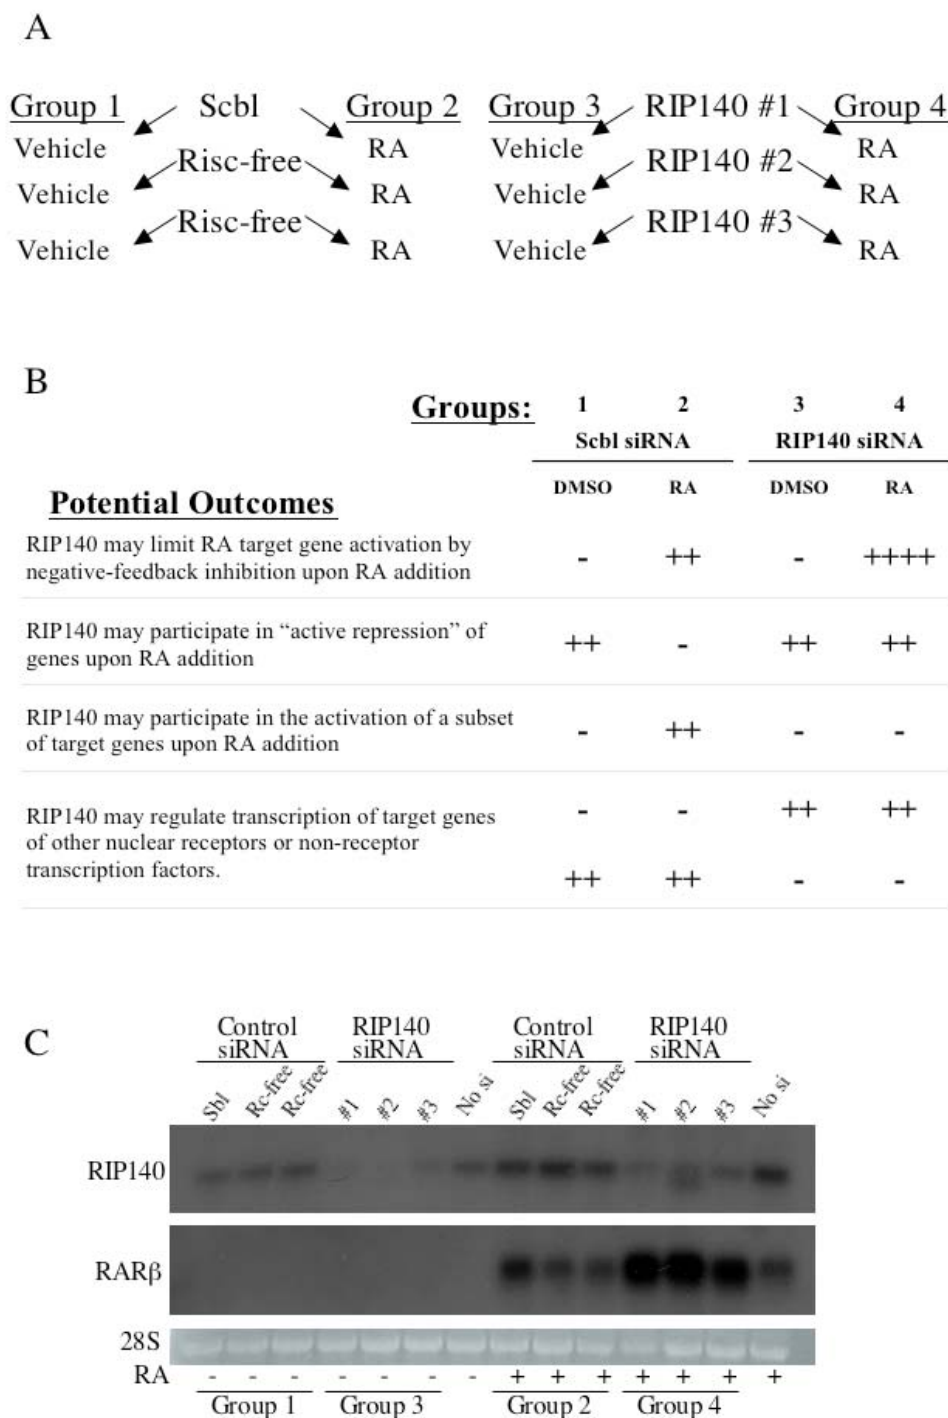 A
Group 1 Scbl Group 2 Group 3 RIP140 #1 Group 4
Vehicle RA Vehicle RA
Risc-free RIP140 #2
Vehicle RA Vehicle RA
Risc-free RIP140 #3
Vehicle RA Vehicle RA
B
Groups: 1 2 3 4
Scbl siRNA RIP140 siRNA
DMSO RA DMSO RA
Potential Outcomes
RIP140 may limit RA target gene activation by
negative-feedback inhibition upon RA addition
- ++ - ++++
RIP140 may participate in “active repression” of
genes upon RA addition
++ - ++ ++
RIP140 may participate in the activation of a subset
of target genes upon RA addition
- ++ - -
RIP140 may regulate transcription of target genes
of other nuclear receptors or non-receptor
transcription factors.
- - ++ ++
++ ++ - -
C
Control RIP140 Control RIP140
siRNA siRNA siRNA siRNA
Sbl Rc-free Rc-free #1 #2 #3 No si Sbl Rc-free Rc-free #1 #2 #3 No si
RIP140
RARβ
28S
RA - - - - - - - + + + + + + +
Group 1 Group 3 Group 2 Group 4